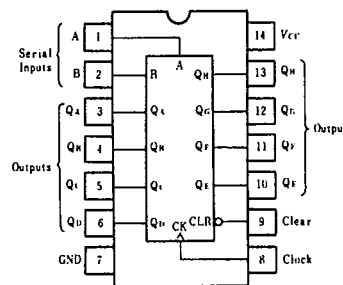 A 1 14 VCC
Serial Inputs
B 2 B A QH 13 QH
QA 3 QA QG 12 QG
Outputs
QB 4 QB QF 11 QF
Outpu
QC 5 QC QE 10 QE
QD 6 QD CK CLR 9 Clear
GND 7 8 Clock